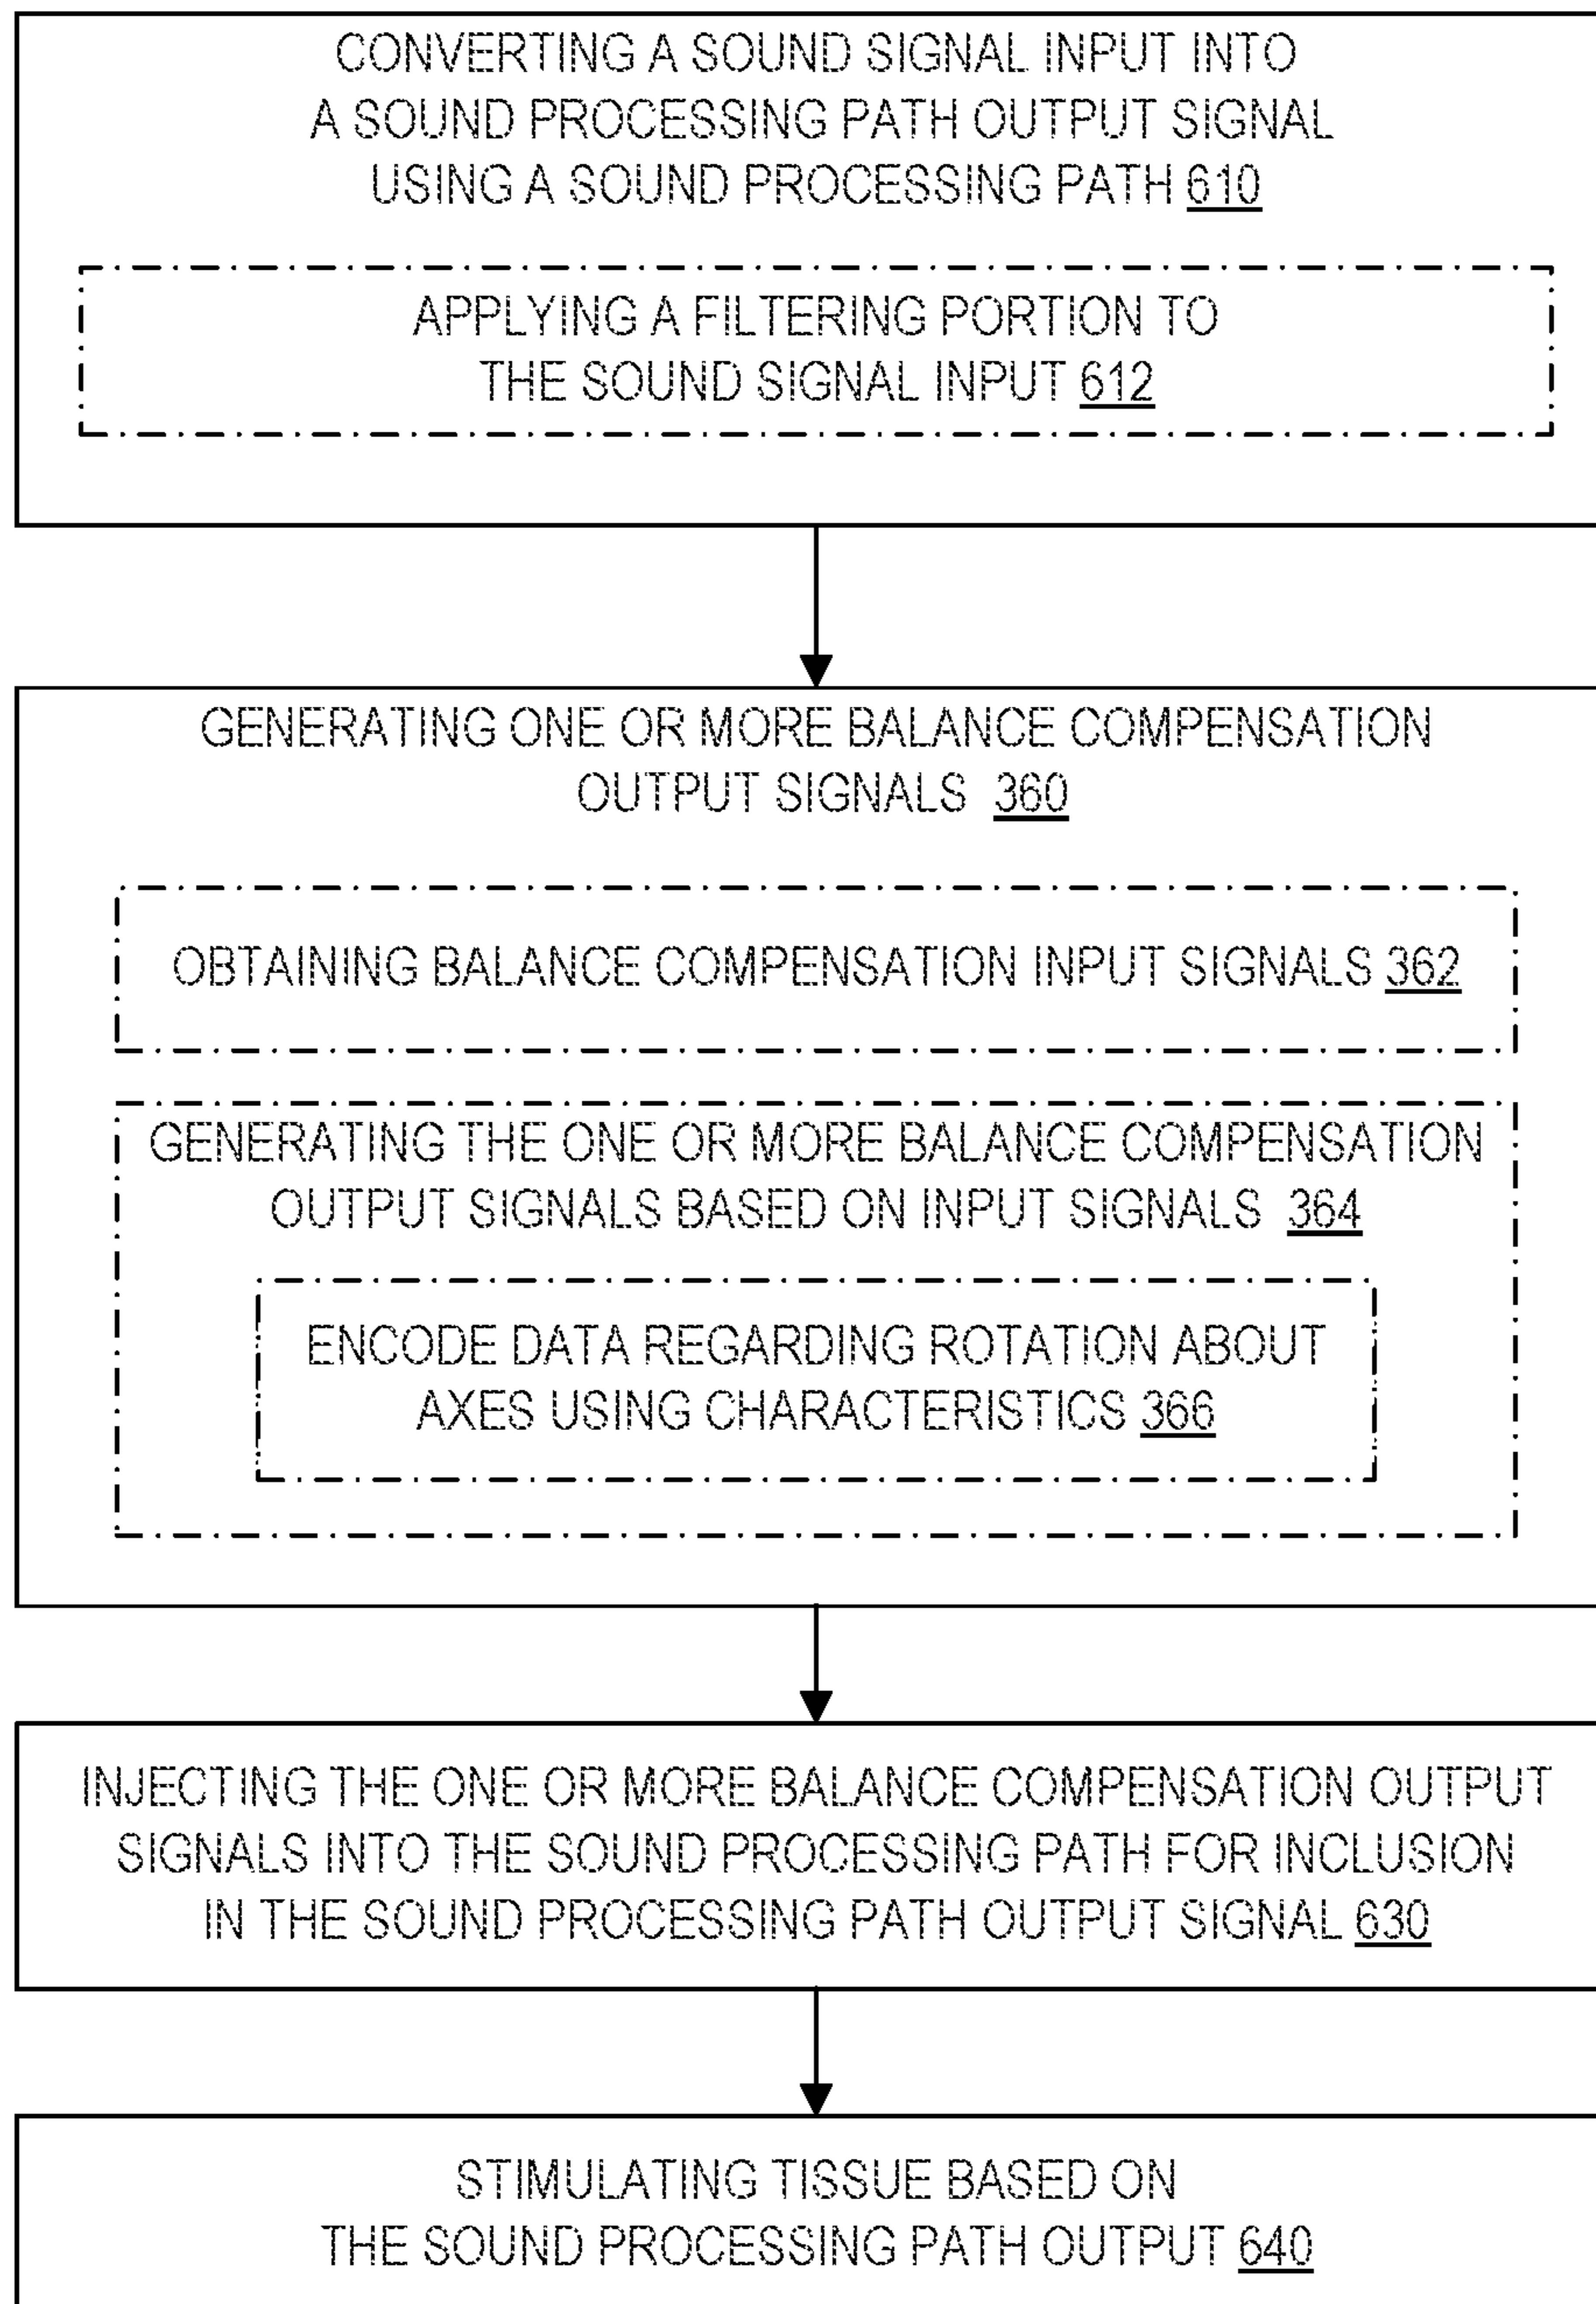 CONVERTING A SOUND SIGNAL INPUT INTO
A SOUND PROCESSING PATH OUTPUT SIGNAL
USING A SOUND PROCESSING PATH 610
APPLYING A FILTERING PORTION TO
THE SOUND SIGNAL INPUT 612
GENERATING ONE OR MORE BALANCE COMPENSATION
OUTPUT SIGNALS 360
OBTAINING BALANCE COMPENSATION INPUT SIGNALS 362
GENERATING THE ONE OR MORE BALANCE COMPENSATION
OUTPUT SIGNALS BASED ON INPUT SIGNALS 364
ENCODE DATA REGARDING ROTATION ABOUT
AXES USING CHARACTERISTICS 366
INJECTING THE ONE OR MORE BALANCE COMPENSATION OUTPUT
SIGNALS INTO THE SOUND PROCESSING PATH FOR INCLUSION
IN THE SOUND PROCESSING PATH OUTPUT SIGNAL 630
STIMULATING TISSUE BASED ON
THE SOUND PROCESSING PATH OUTPUT 640